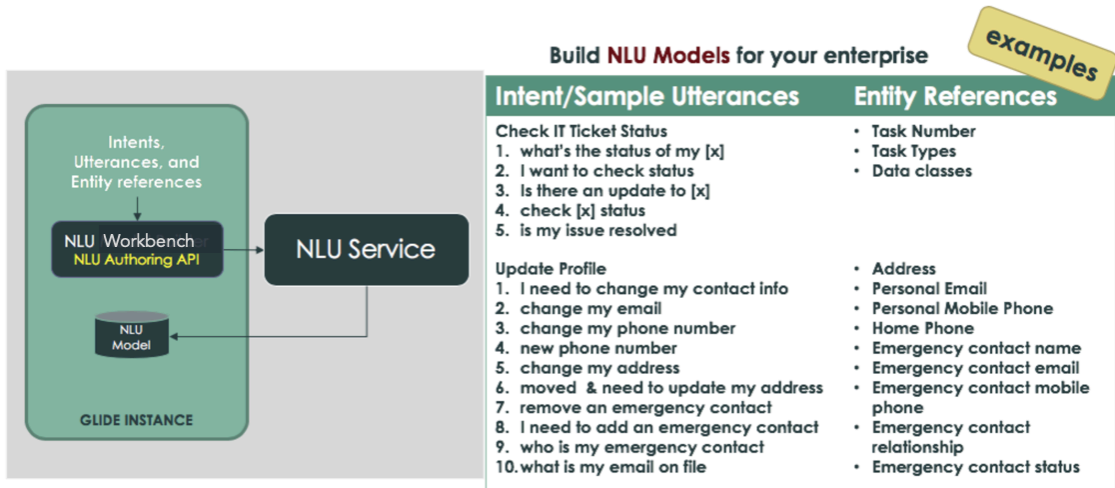 examples
Build NLU Models for your enterprise
Intents,
Utterances, and
Entity references
NLU Workbench
NLU Authoring API
NLU Service
NLU
Model
GLIDE INSTANCE
Intent/Sample Utterances
Check IT Ticket Status
1. what's the status of my [x]
2. I want to check status
3. Is there an update to [x]
4. check [x] status
5. is my issue resolved
Update Profile
1. I need to change my contact info
2. change my email
3. change my phone number
4. new phone number
5. change my address
6. moved & need to update my address
7. remove an emergency contact
8. I need to add an emergency contact
9. who is my emergency contact
10. what is my email on file
Entity References
• Task Number
• Task Types
• Data classes
• Address
• Personal Email
• Personal Mobile Phone
• Home Phone
• Emergency contact name
• Emergency contact email
• Emergency contact mobile
phone
• Emergency contact
relationship
• Emergency contact status